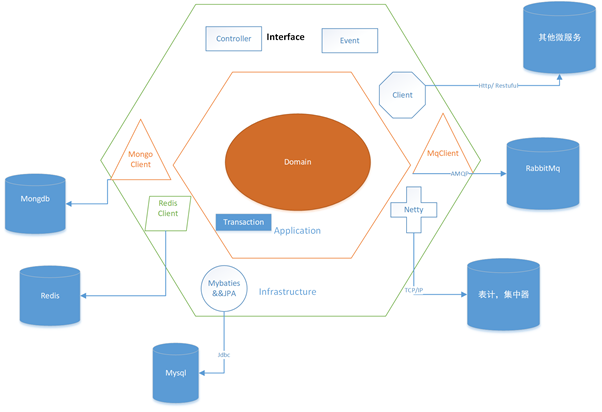 Controller
Interface
Event
其他微服务
Client
Http/ Restuful
Mongo
Client
MqClient
Domain
RabbitMq
AMQP
Mongdb
Redis
Client
Netty
Transaction
Application
Mybaties
&&JPA
Infrastructure
TCP/IP
表计，集中器
Redis
Jdbc
Mysql